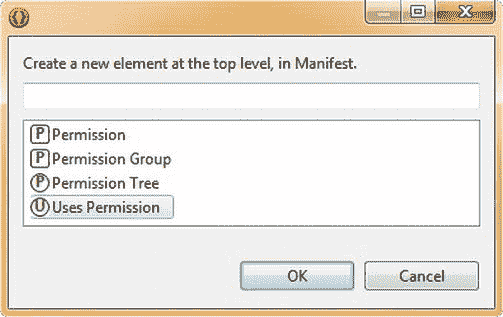 Create a new element at the top level, in Manifest.
P Permission
P Permission Group
P Permission Tree
U Uses Permission
OK Cancel